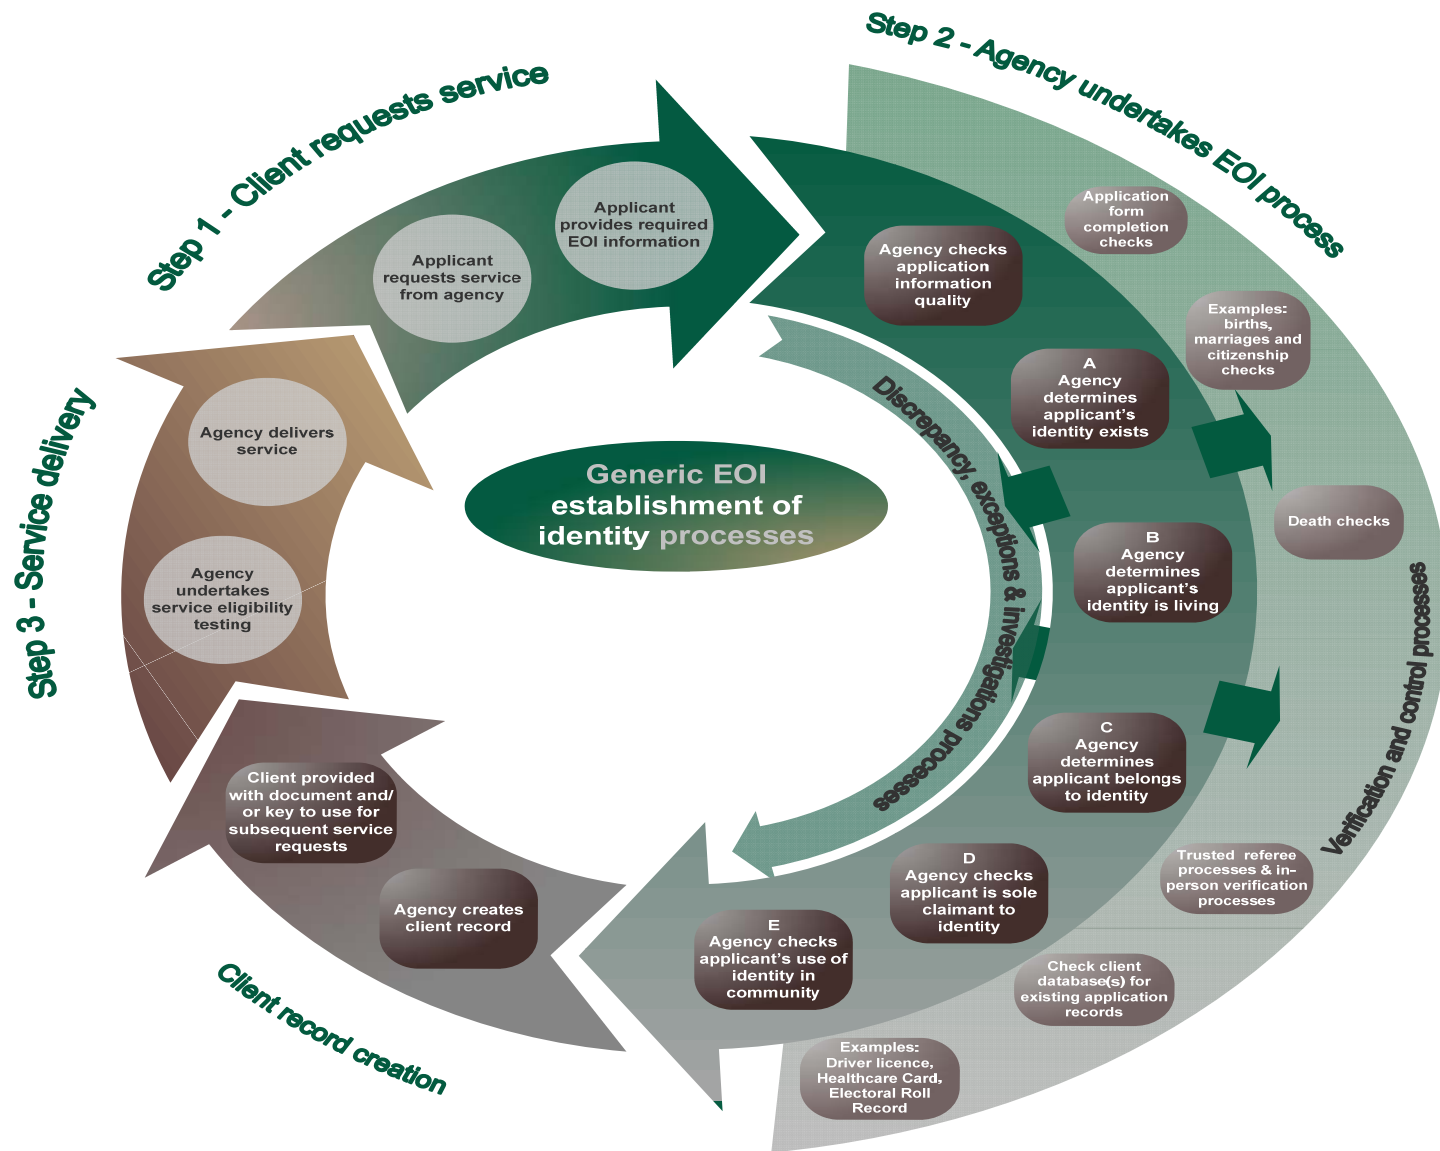 Step 1 - Client requests service
Applicant
requests service
from agency
Applicant
provides required
EOI information
Step 2 - Agency undertakes EOI process
Agency checks
application
information
quality
A
Agency
determines
applicant's
identity exists
B
Agency
determines
applicant's
identity is living
C
Agency
determines
applicant belongs
to identity
D
Agency checks
applicant is sole
claimant to
identity
E
Agency checks
applicant's use of
identity in
community
Application
form
completion
checks
Examples:
births,
marriages and
citizenship
checks
Death checks
Trusted referee
processes & in-
person verification
processes
Check client
database(s) for
existing application
records
Examples:
Driver licence,
Healthcare Card,
Electoral Roll
Record
Verification and control processes
Discrepancy, exceptions & investigations processes
Generic EOI
establishment of
identity processes
Client record creation
Agency creates
client record
Client provided
with document and/
or key to use for
subsequent service
requests
Step 3 - Service delivery
Agency
undertakes
service eligibility
testing
Agency delivers
service